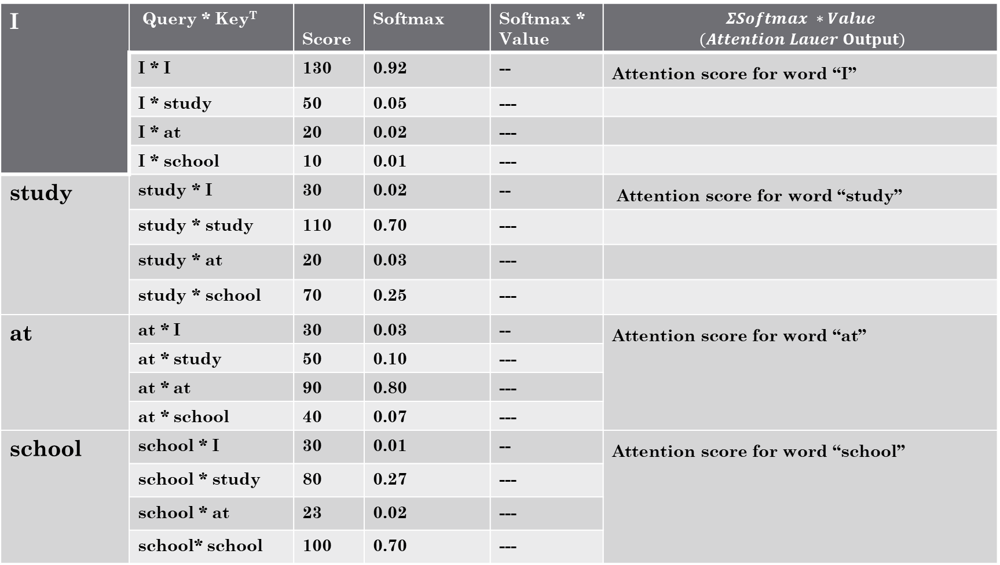 I Query * Keyᵀ Score Softmax Softmax * Value ΣSoftmax ∗ Value (Attention Lauer Output)
I * I 130 0.92 -- Attention score for word “I”
I * study 50 0.05 ---
I * at 20 0.02 ---
I * school 10 0.01 ---
study study * I 30 0.02 -- Attention score for word “study”
study * study 110 0.70 ---
study * at 20 0.03 ---
study * school 70 0.25 ---
at at * I 30 0.03 -- Attention score for word “at”
at * study 50 0.10 ---
at * at 90 0.80 ---
at * school 40 0.07 ---
school school * I 30 0.01 -- Attention score for word “school”
school * study 80 0.27 ---
school * at 23 0.02 ---
school* school 100 0.70 ---